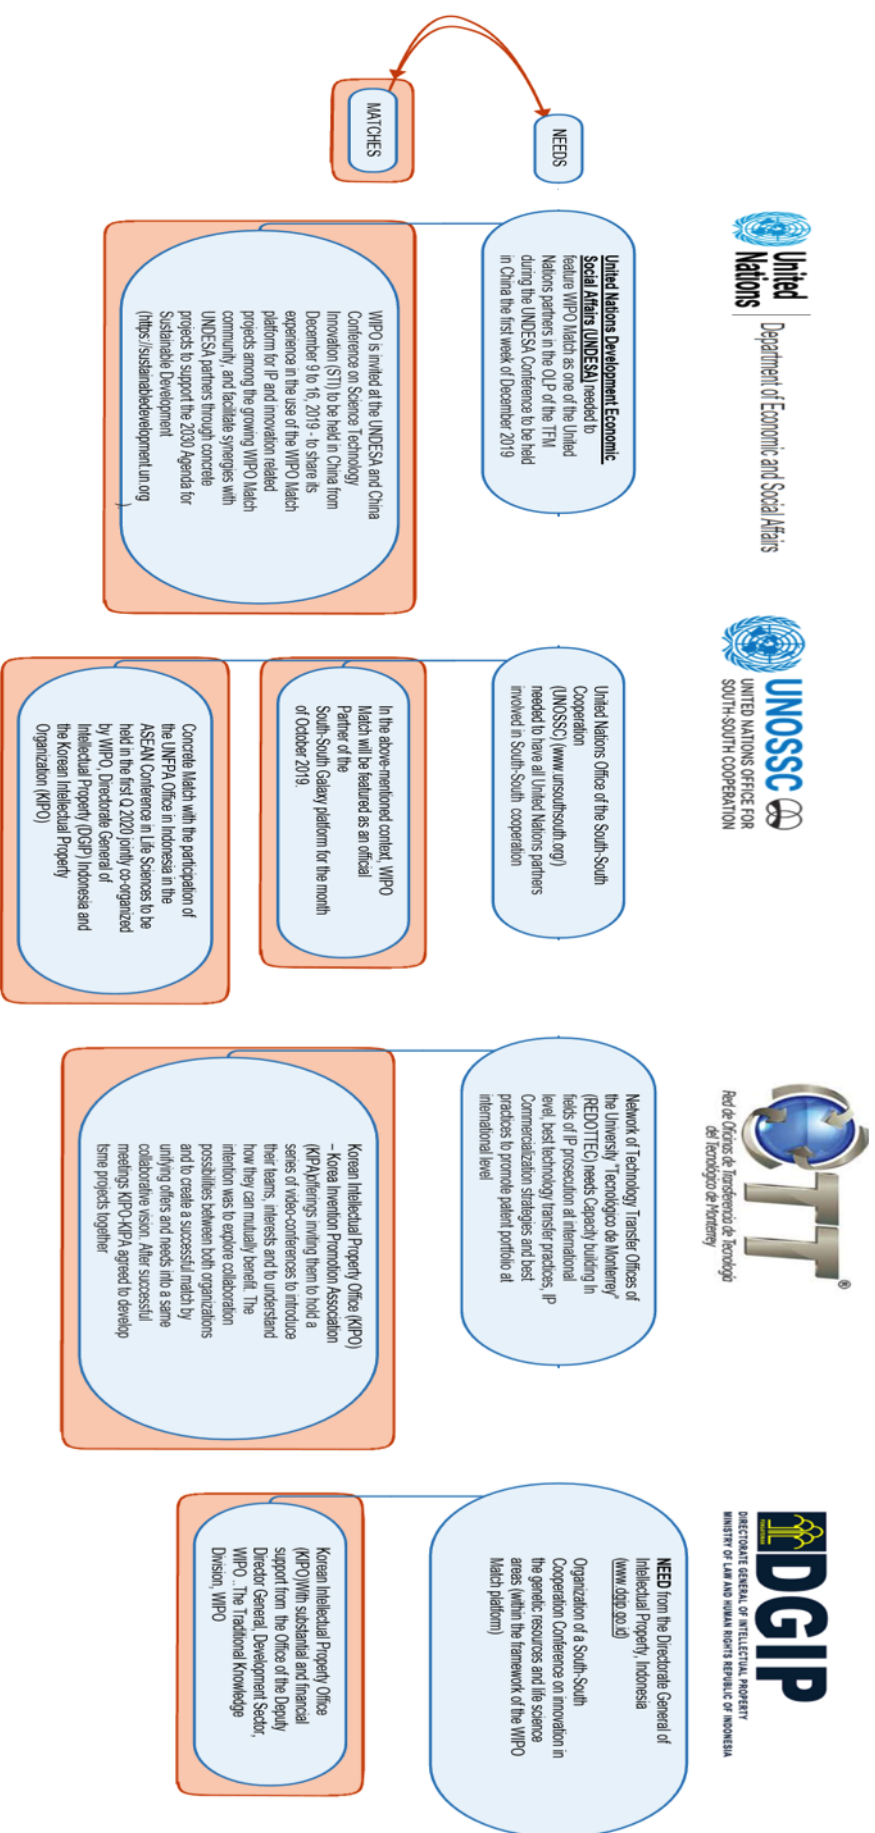 NEEDS
MATCHES
United
Nations
Department of Economic and Social Affairs
United Nations Development Economic
Social Affairs (UNDESA) needed to
feature WIPO Match as one of the United
Nations partners in the OLP of the TFM
during the UNDESA Conference to be held
in China the first week of December 2019
WIPO is invited at the UNDESA and China
Conference on Science Technology
Innovation (STI) to be held in China from
December 9 to 16, 2019 - to share its
experience in the use of the WIPO Match
platform for IP and innovation related
projects among the growing WIPO Match
community, and facilitate synergies with
UNDESA partners through concrete
projects to support the 2030 Agenda for
Sustainable Development
(https://sustainabledevelopment.un.org
).
UNOSSC
UNITED NATIONS OFFICE FOR
SOUTH-SOUTH COOPERATION
United Nations Office of the South-South
Cooperation
(UNOSSC) (www.unsouthsouth.org/)
needed to have all United Nations partners
involved in South-South cooperation
In the above-mentioned context, WIPO
Match will be featured as an official
Partner of the
South-South Galaxy platform for the month
of October 2019.
Concrete Match with the participation of
the UNFPA Office in Indonesia in the
ASEAN Conference in Life Sciences to be
held in the first Q 2020 jointly co-organized
by WIPO, Directorate General of
Intellectual Property (DGIP) Indonesia and
the Korean Intellectual Property
Organization (KIPO)
OTT®
Red de Oficinas de Transferencia de Tecnología
del Tecnológico de Monterrey
Network of Technology Transfer Offices of
the University "Tecnológico de Monterrey"
(REDOTTEC) needs Capacity building In
fields of IP prosecution at international
level, best technology transfer practices, IP
Commercialization strategies and best
practices to promote patent portfolio at
international level
Korean Intellectual Property Office (KIPO)
– Korea Invention Promotion Association
(KIPA)offerings inviting them to hold a
series of video-conferences to introduce
their teams, interests and to understand
how they can mutually benefit. The
intention was to explore collaboration
possibilities between both organizations
and to create a successful match by
unifying offers and needs into a same
collaborative vision. After successful
meetings KIPO-KIPA agreed to develop
tsme projects together
DGIP
DIRECTORATE GENERAL OF INTELLECTUAL PROPERTY
MINISTRY OF LAW AND HUMAN RIGHTS REPUBLIC OF INDONESIA
NEED from the Directorate General of
Intellectual Property, Indonesia
(www.dgip.go.id)
Organization of a South-South
Cooperation Conference on innovation in
the genetic resources and life science
areas (within the framework of the WIPO
Match platform)
Korean Intellectual Property Office
(KIPO)With substantial and financial
support from the Office of the Deputy
Director General, Development Sector,
WIPO ..The Traditional Knowledge
Division, WIPO